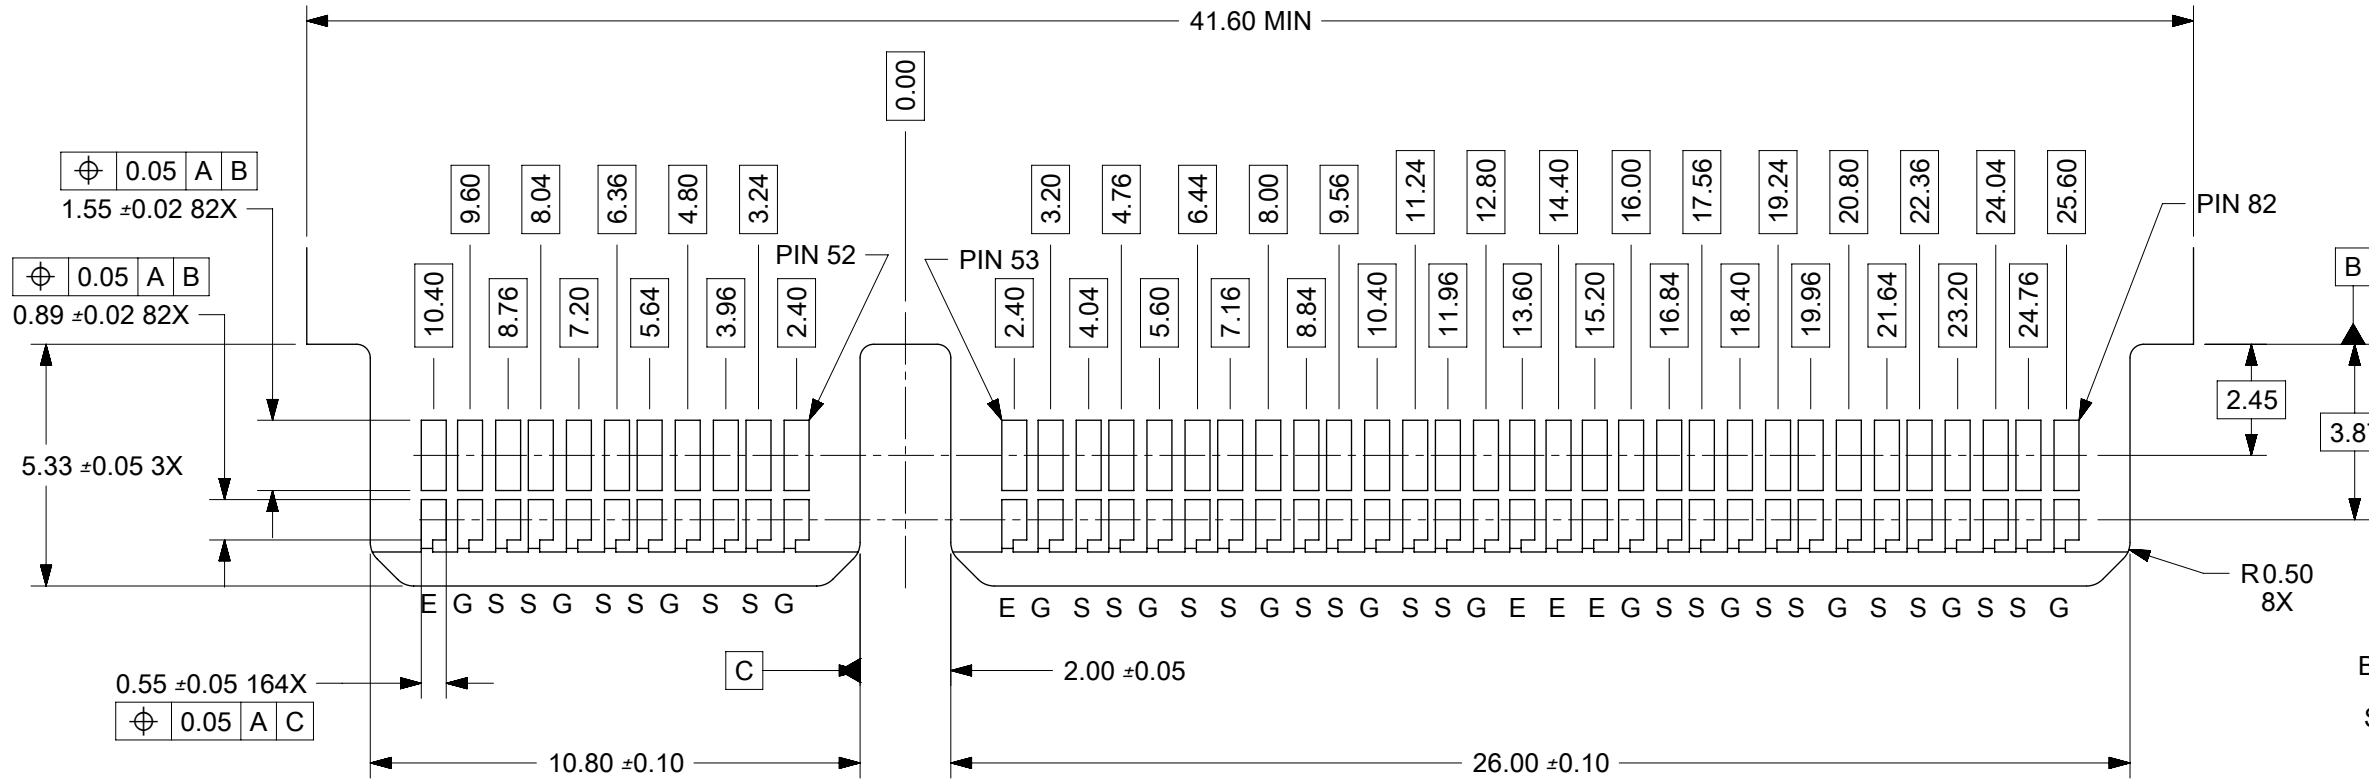 41.60 MIN
0.00
⌖ 0.05 A B
1.55 ±0.02 82X
9.60 8.04 6.36 4.80 3.24
3.20 4.76 6.44 8.00 9.56 11.24 12.80 14.40 16.00 17.56 19.24 20.80 22.36 24.04 25.60
PIN 82
PIN 52
PIN 53
⌖ 0.05 A B
0.89 ±0.02 82X
10.40 8.76 7.20 5.64 3.96 2.40
2.40 4.04 5.60 7.16 8.84 10.40 11.96 13.60 15.20 16.84 18.40 19.96 21.64 23.20 24.76
B
2.45
3.8
5.33 ±0.05 3X
R0.50
8X
E G S S G S S G S S G
E G S S G S S G S S G S S G E E E G S S G S S G S S G S S G
C
2.00 ±0.05
0.55 ±0.05 164X
⌖ 0.05 A C
10.80 ±0.10
26.00 ±0.10